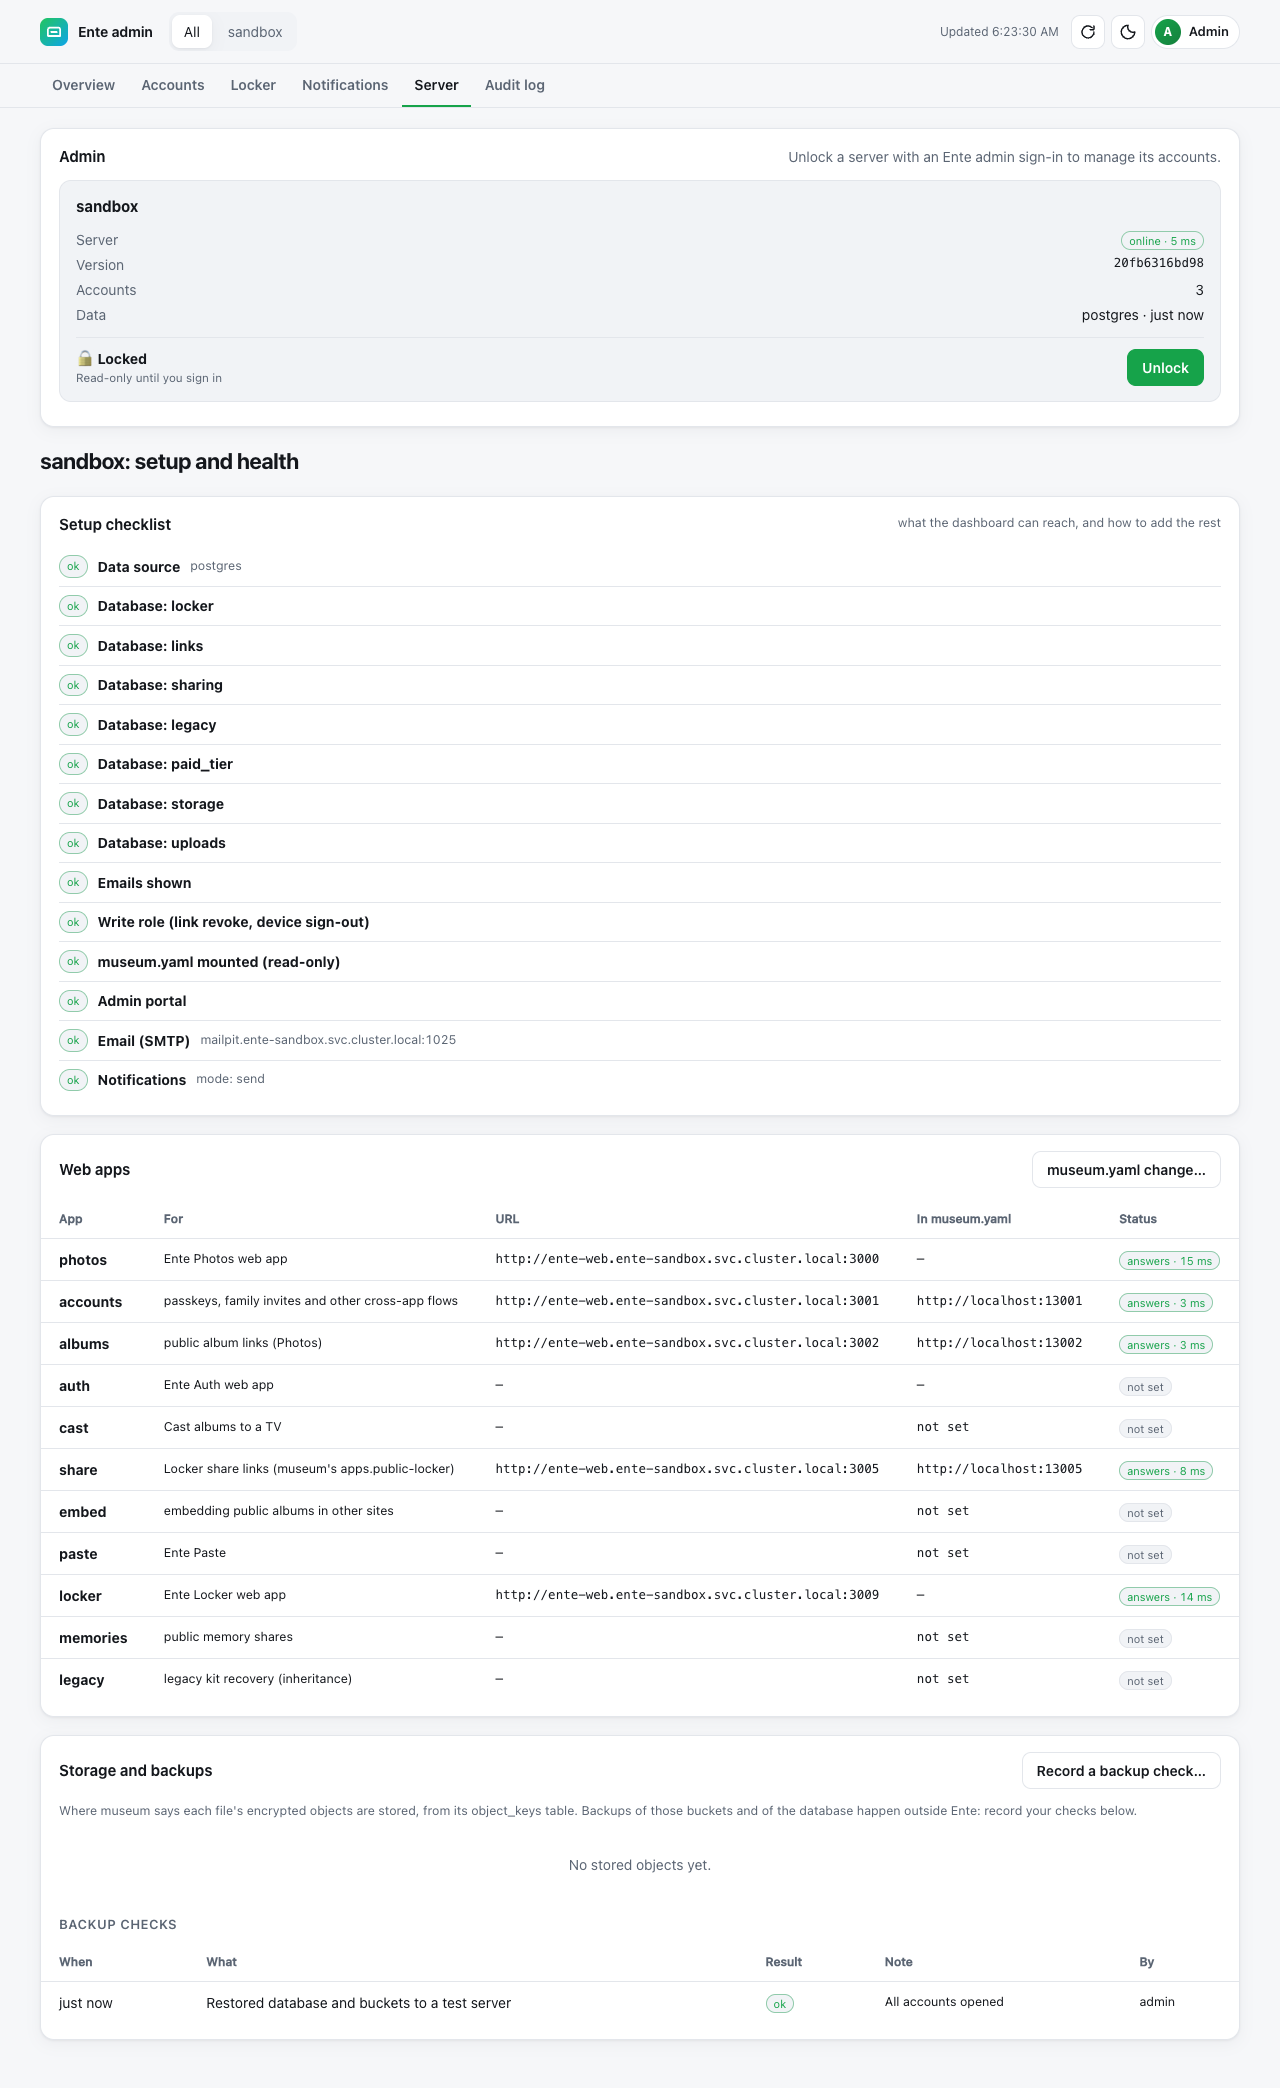 Ente admin All sandbox Updated 6:23:30 AM A Admin
Overview Accounts Locker Notifications Server Audit log
Admin Unlock a server with an Ente admin sign-in to manage its accounts.
sandbox
Server online · 5 ms
Version 20fb6316bd98
Accounts 3
Data postgres · just now
Locked
Read-only until you sign in
Unlock
sandbox: setup and health
Setup checklist what the dashboard can reach, and how to add the rest
ok Data source postgres
ok Database: locker
ok Database: links
ok Database: sharing
ok Database: legacy
ok Database: paid_tier
ok Database: storage
ok Database: uploads
ok Emails shown
ok Write role (link revoke, device sign-out)
ok museum.yaml mounted (read-only)
ok Admin portal
ok Email (SMTP) mailpit.ente-sandbox.svc.cluster.local:1025
ok Notifications mode: send
Web apps museum.yaml change...
App For URL In museum.yaml Status
photos Ente Photos web app http://ente-web.ente-sandbox.svc.cluster.local:3000 – answers · 15 ms
accounts passkeys, family invites and other cross-app flows http://ente-web.ente-sandbox.svc.cluster.local:3001 http://localhost:13001 answers · 3 ms
albums public album links (Photos) http://ente-web.ente-sandbox.svc.cluster.local:3002 http://localhost:13002 answers · 3 ms
auth Ente Auth web app – – not set
cast Cast albums to a TV – not set not set
share Locker share links (museum's apps.public-locker) http://ente-web.ente-sandbox.svc.cluster.local:3005 http://localhost:13005 answers · 8 ms
embed embedding public albums in other sites – not set not set
paste Ente Paste – not set not set
locker Ente Locker web app http://ente-web.ente-sandbox.svc.cluster.local:3009 – answers · 14 ms
memories public memory shares – not set not set
legacy legacy kit recovery (inheritance) – not set not set
Storage and backups Record a backup check...
Where museum says each file's encrypted objects are stored, from its object_keys table. Backups of those buckets and of the database happen outside Ente: record your checks below.
No stored objects yet.
BACKUP CHECKS
When What Result Note By
just now Restored database and buckets to a test server ok All accounts opened admin